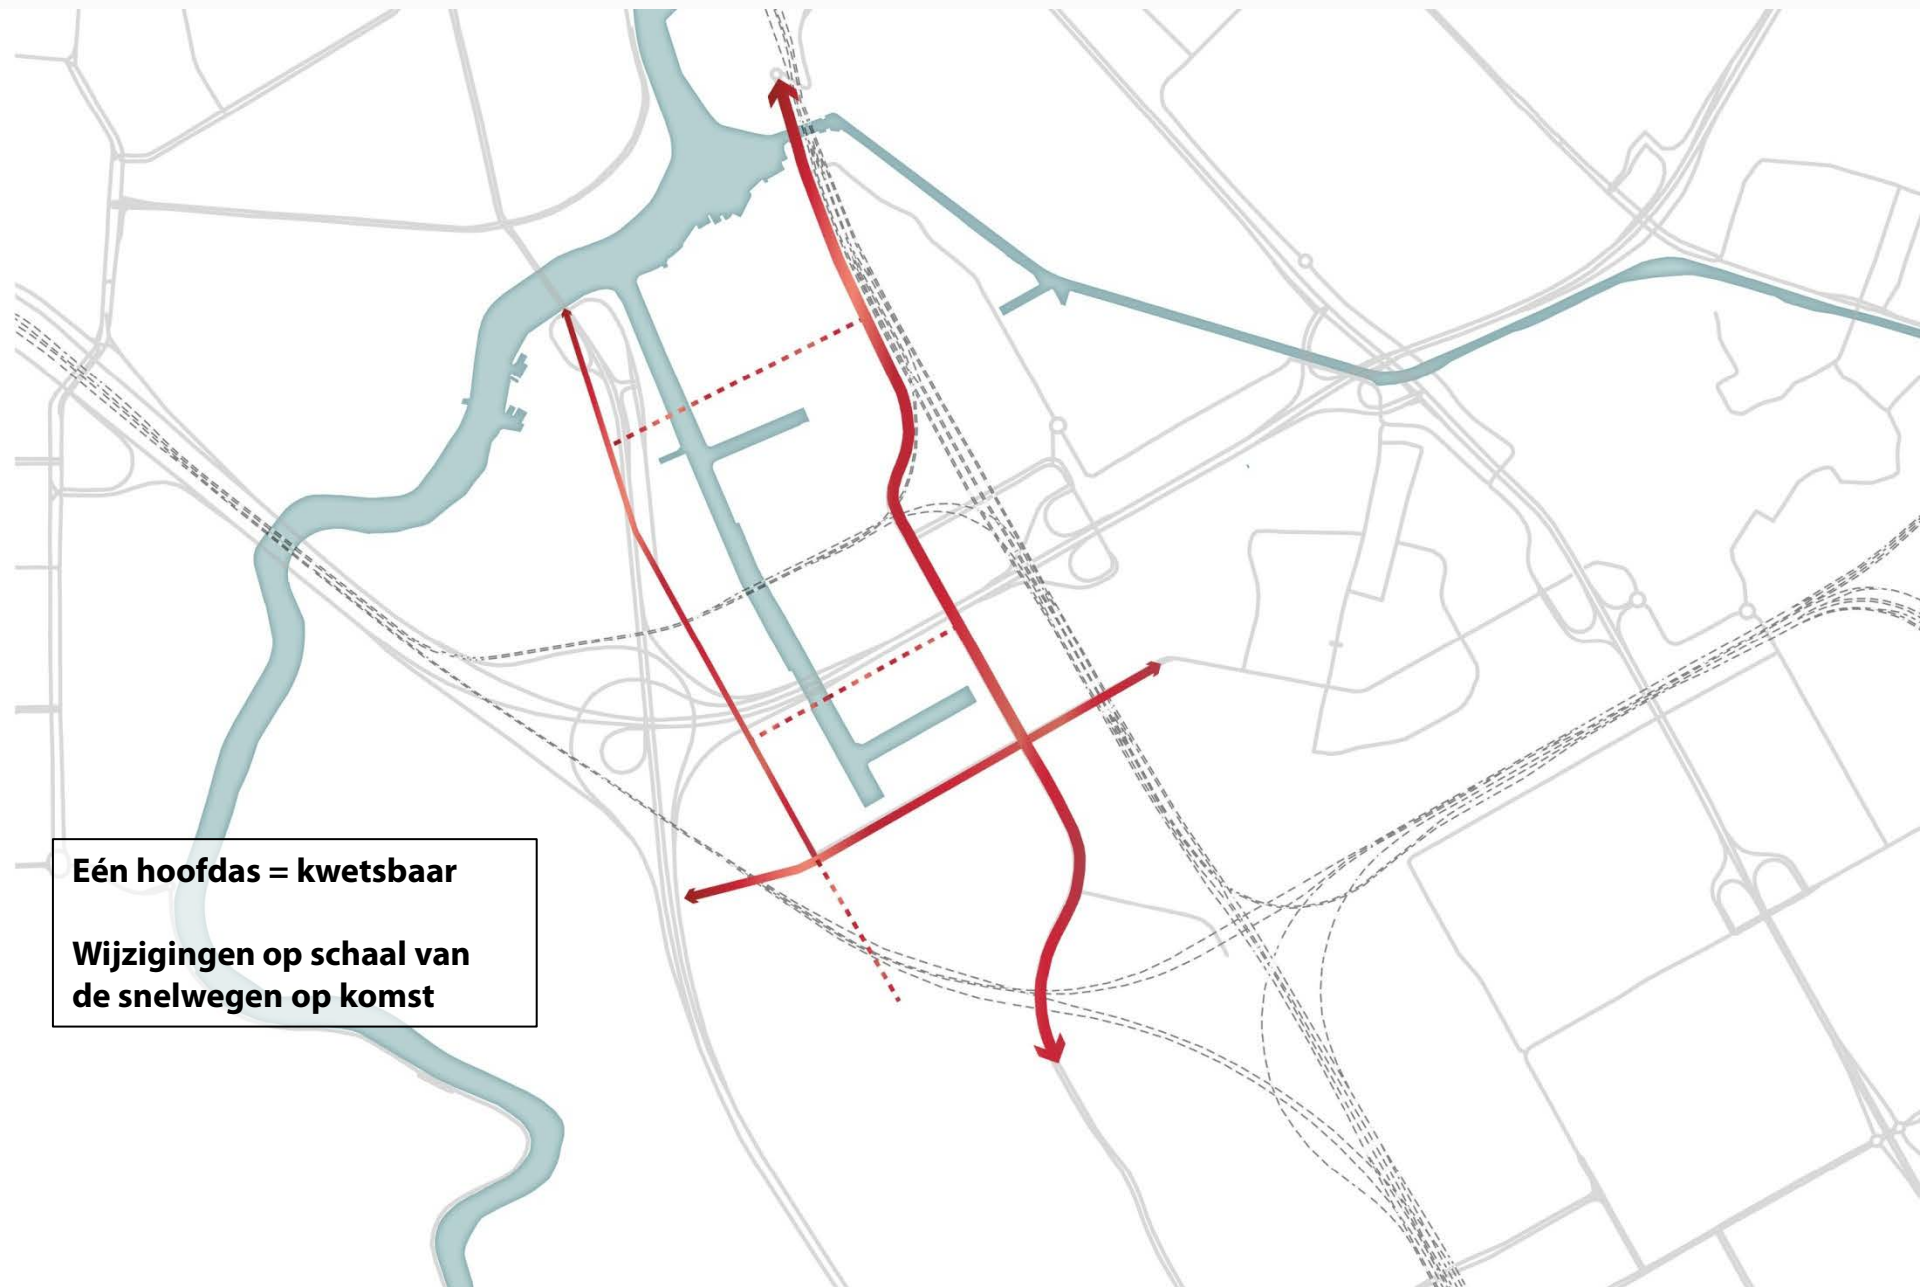 Eén hoofdas = kwetsbaar
Wijzigingen op schaal van
de snelwegen op komst